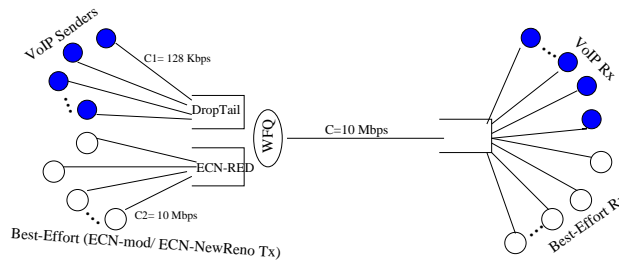 VoIP Senders
C1= 128 Kbps
DropTail
WFQ
C=10 Mbps
VoIP Rx
ECN-RED
C2= 10 Mbps
Best-Effort (ECN-mod/ ECN-NewReno Tx)
Best-Effort Rx